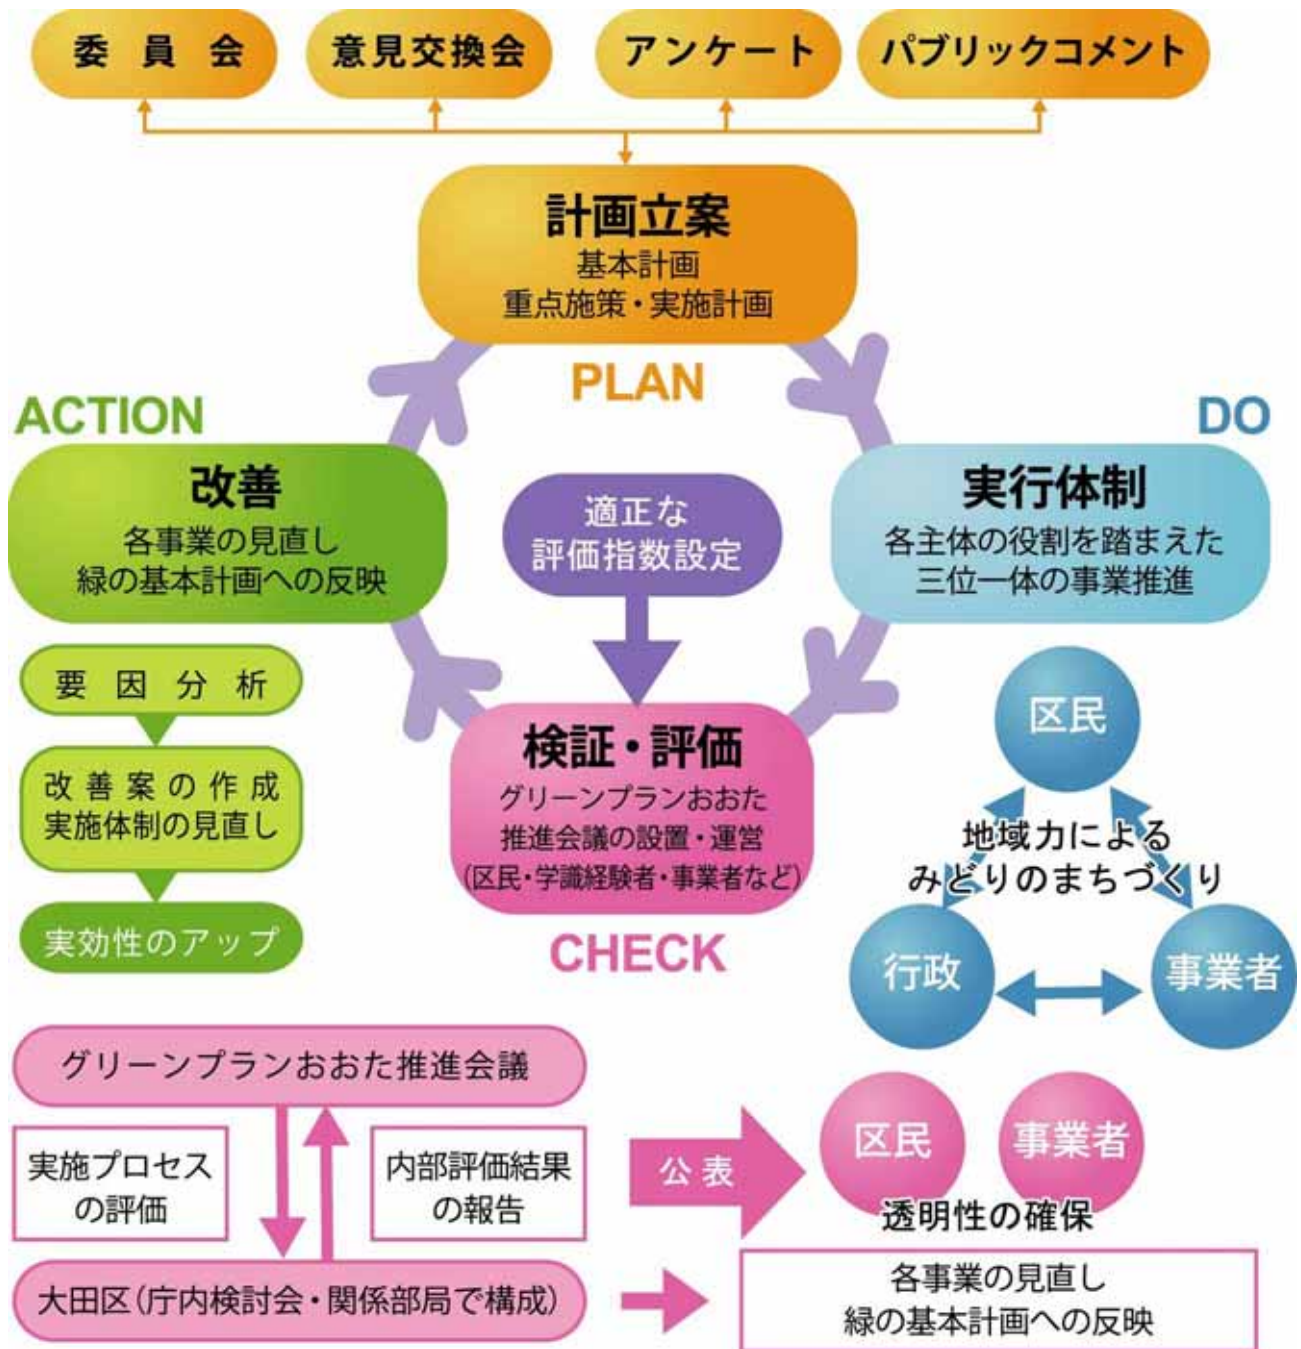 委員会
意見交換会
アンケート
パブリックコメント
計画立案
基本計画
重点施策・実施計画
PLAN
ACTION
DO
改善
各事業の見直し
緑の基本計画への反映
適正な
評価指数設定
実行体制
各主体の役割を踏まえた
三位一体の事業推進
要因分析
改善案の作成
実施体制の見直し
実効性のアップ
検証・評価
グリーンプランおおた
推進会議の設置・運営
(区民・学識経験者・事業者など)
CHECK
区民
地域力による
みどりのまちづくり
行政
事業者
グリーンプランおおた推進会議
実施プロセス
の評価
内部評価結果
の報告
大田区(庁内検討会・関係部局で構成)
公表
区民
事業者
透明性の確保
各事業の見直し
緑の基本計画への反映